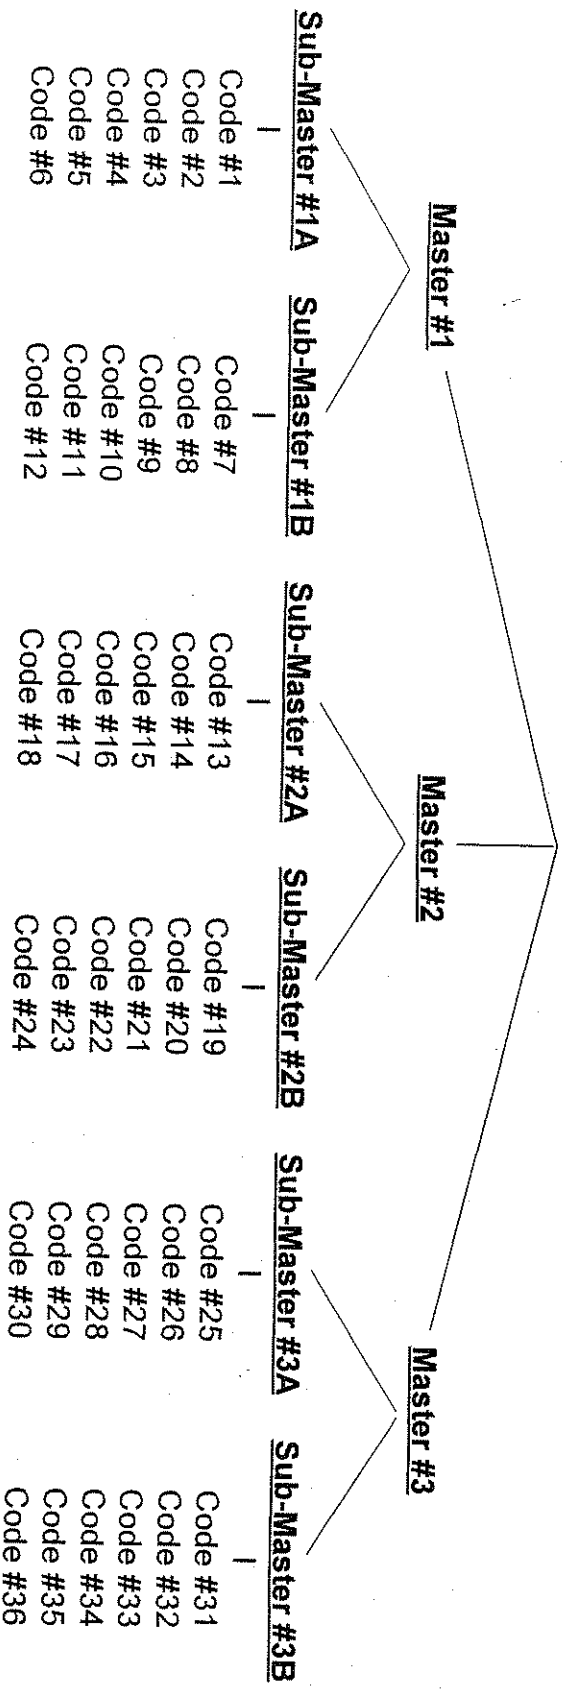 Master #1
Master #2
Master #3
Sub-Master #1A
Sub-Master #1B
Sub-Master #2A
Sub-Master #2B
Sub-Master #3A
Sub-Master #3B
Code #1
Code #2
Code #3
Code #4
Code #5
Code #6
Code #7
Code #8
Code #9
Code #10
Code #11
Code #12
Code #13
Code #14
Code #15
Code #16
Code #17
Code #18
Code #19
Code #20
Code #21
Code #22
Code #23
Code #24
Code #25
Code #26
Code #27
Code #28
Code #29
Code #30
Code #31
Code #32
Code #33
Code #34
Code #35
Code #36